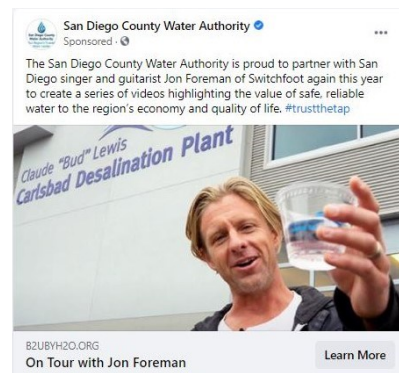 San Diego County Water Authority
Sponsored ·
The San Diego County Water Authority is proud to partner with San
Diego singer and guitarist Jon Foreman of Switchfoot again this year
to create a series of videos highlighting the value of safe, reliable
water to the region's economy and quality of life. #trustthetap
Claude "Bud" Lewis
Carlsbad Desalination Plant
B2UBYH2O.ORG
On Tour with Jon Foreman
Learn More